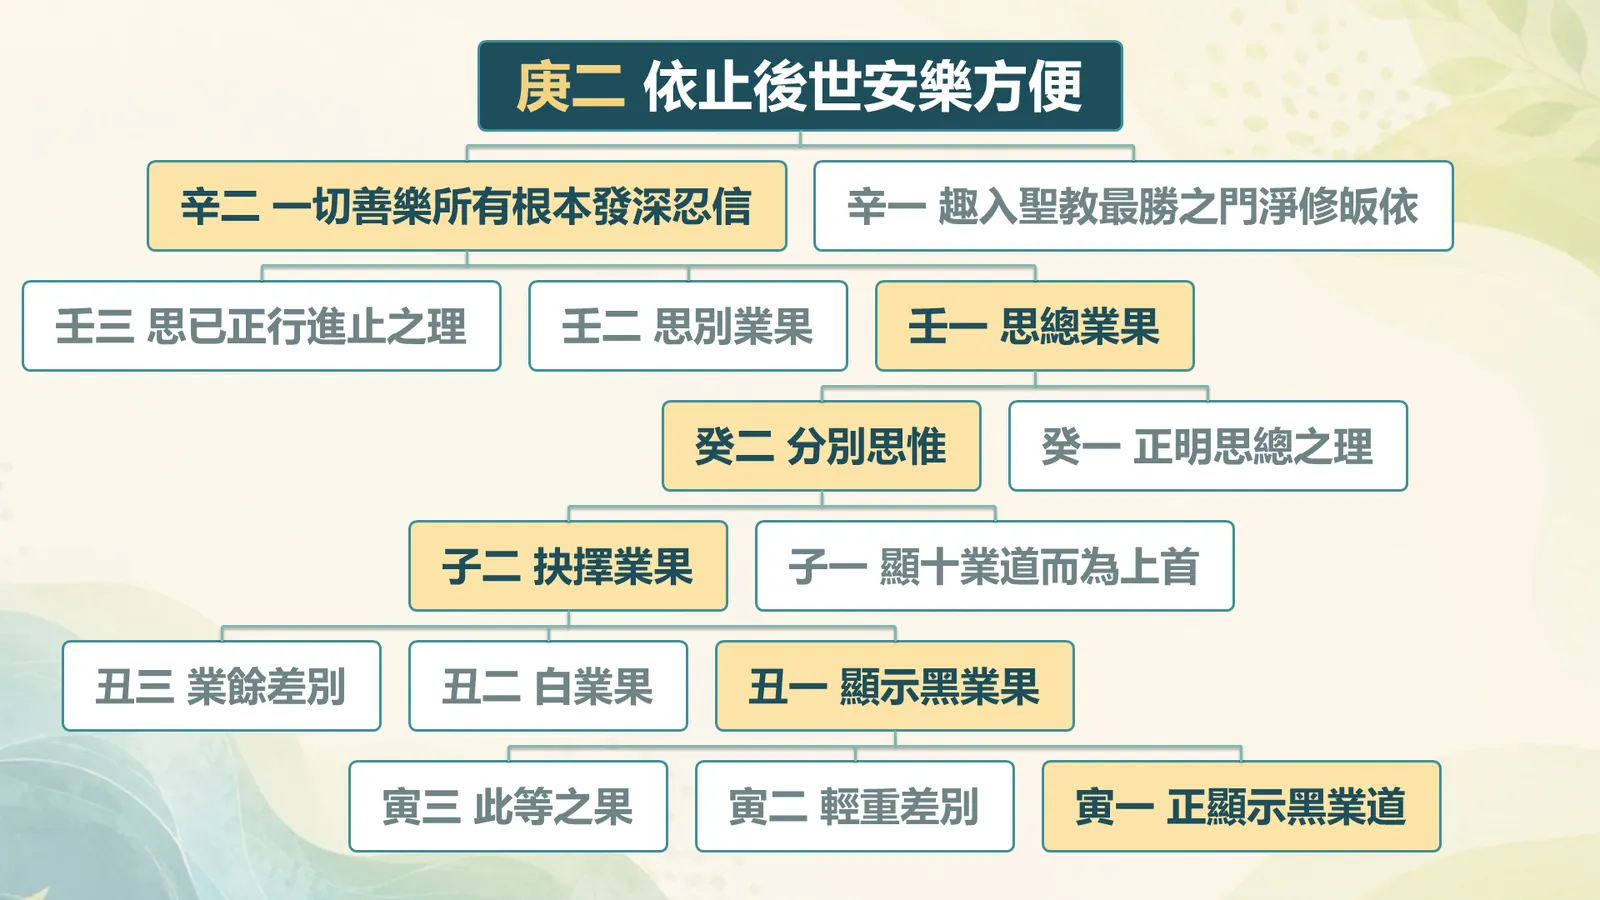 庚二 依止後世安樂方便
辛二 一切善樂所有根本發深忍信
辛一 趣入聖教最勝之門淨修皈依
壬三 思已正行進止之理
壬二 思別業果
壬一 思總業果
癸二 分別思惟
癸一 正明思總之理
子二 抉擇業果
子一 顯十業道而為上首
丑三 業餘差別
丑二 白業果
丑一 顯示黑業果
寅三 此等之果
寅二 輕重差別
寅一 正顯示黑業道